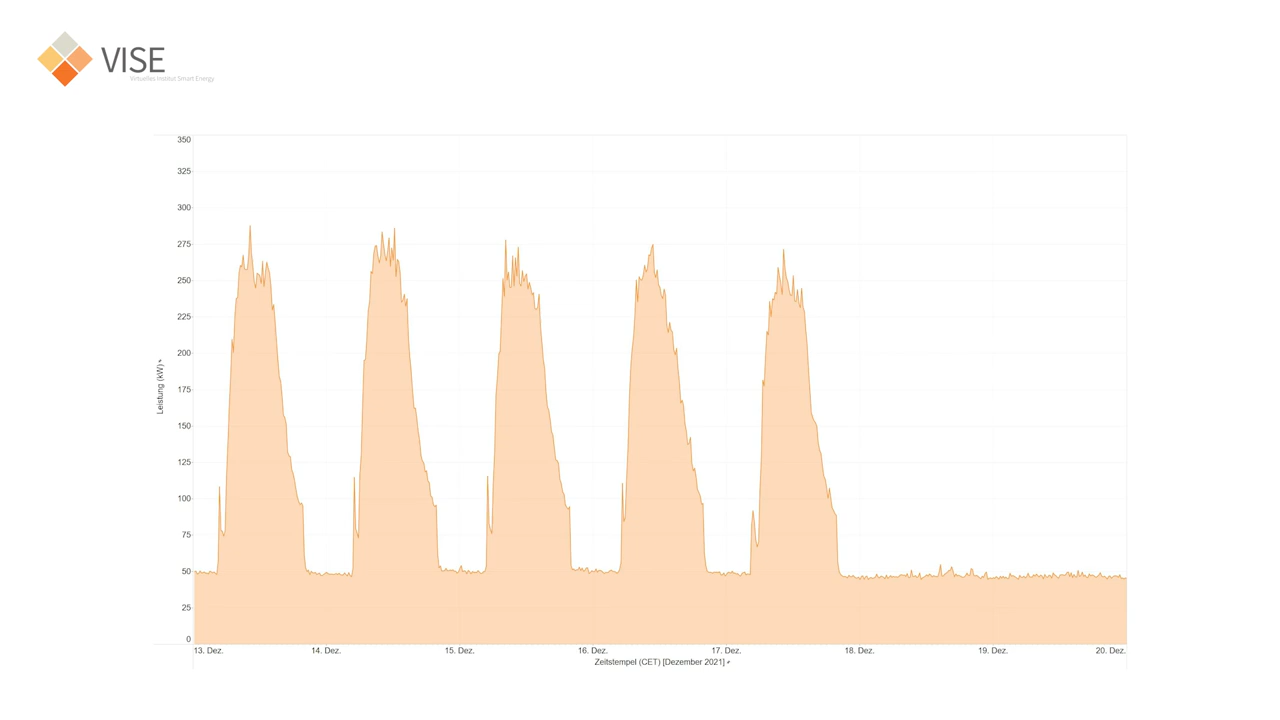 VISE
Virtuelles Institut Smart Energy
350
325
300
275
250
225
200
175
150
125
100
75
50
25
0
Leistung (kW)
13. Dez.
14. Dez.
15. Dez.
16. Dez.
17. Dez.
18. Dez.
19. Dez.
20. Dez.
Zeitstempel (CET) [Dezember 2021]